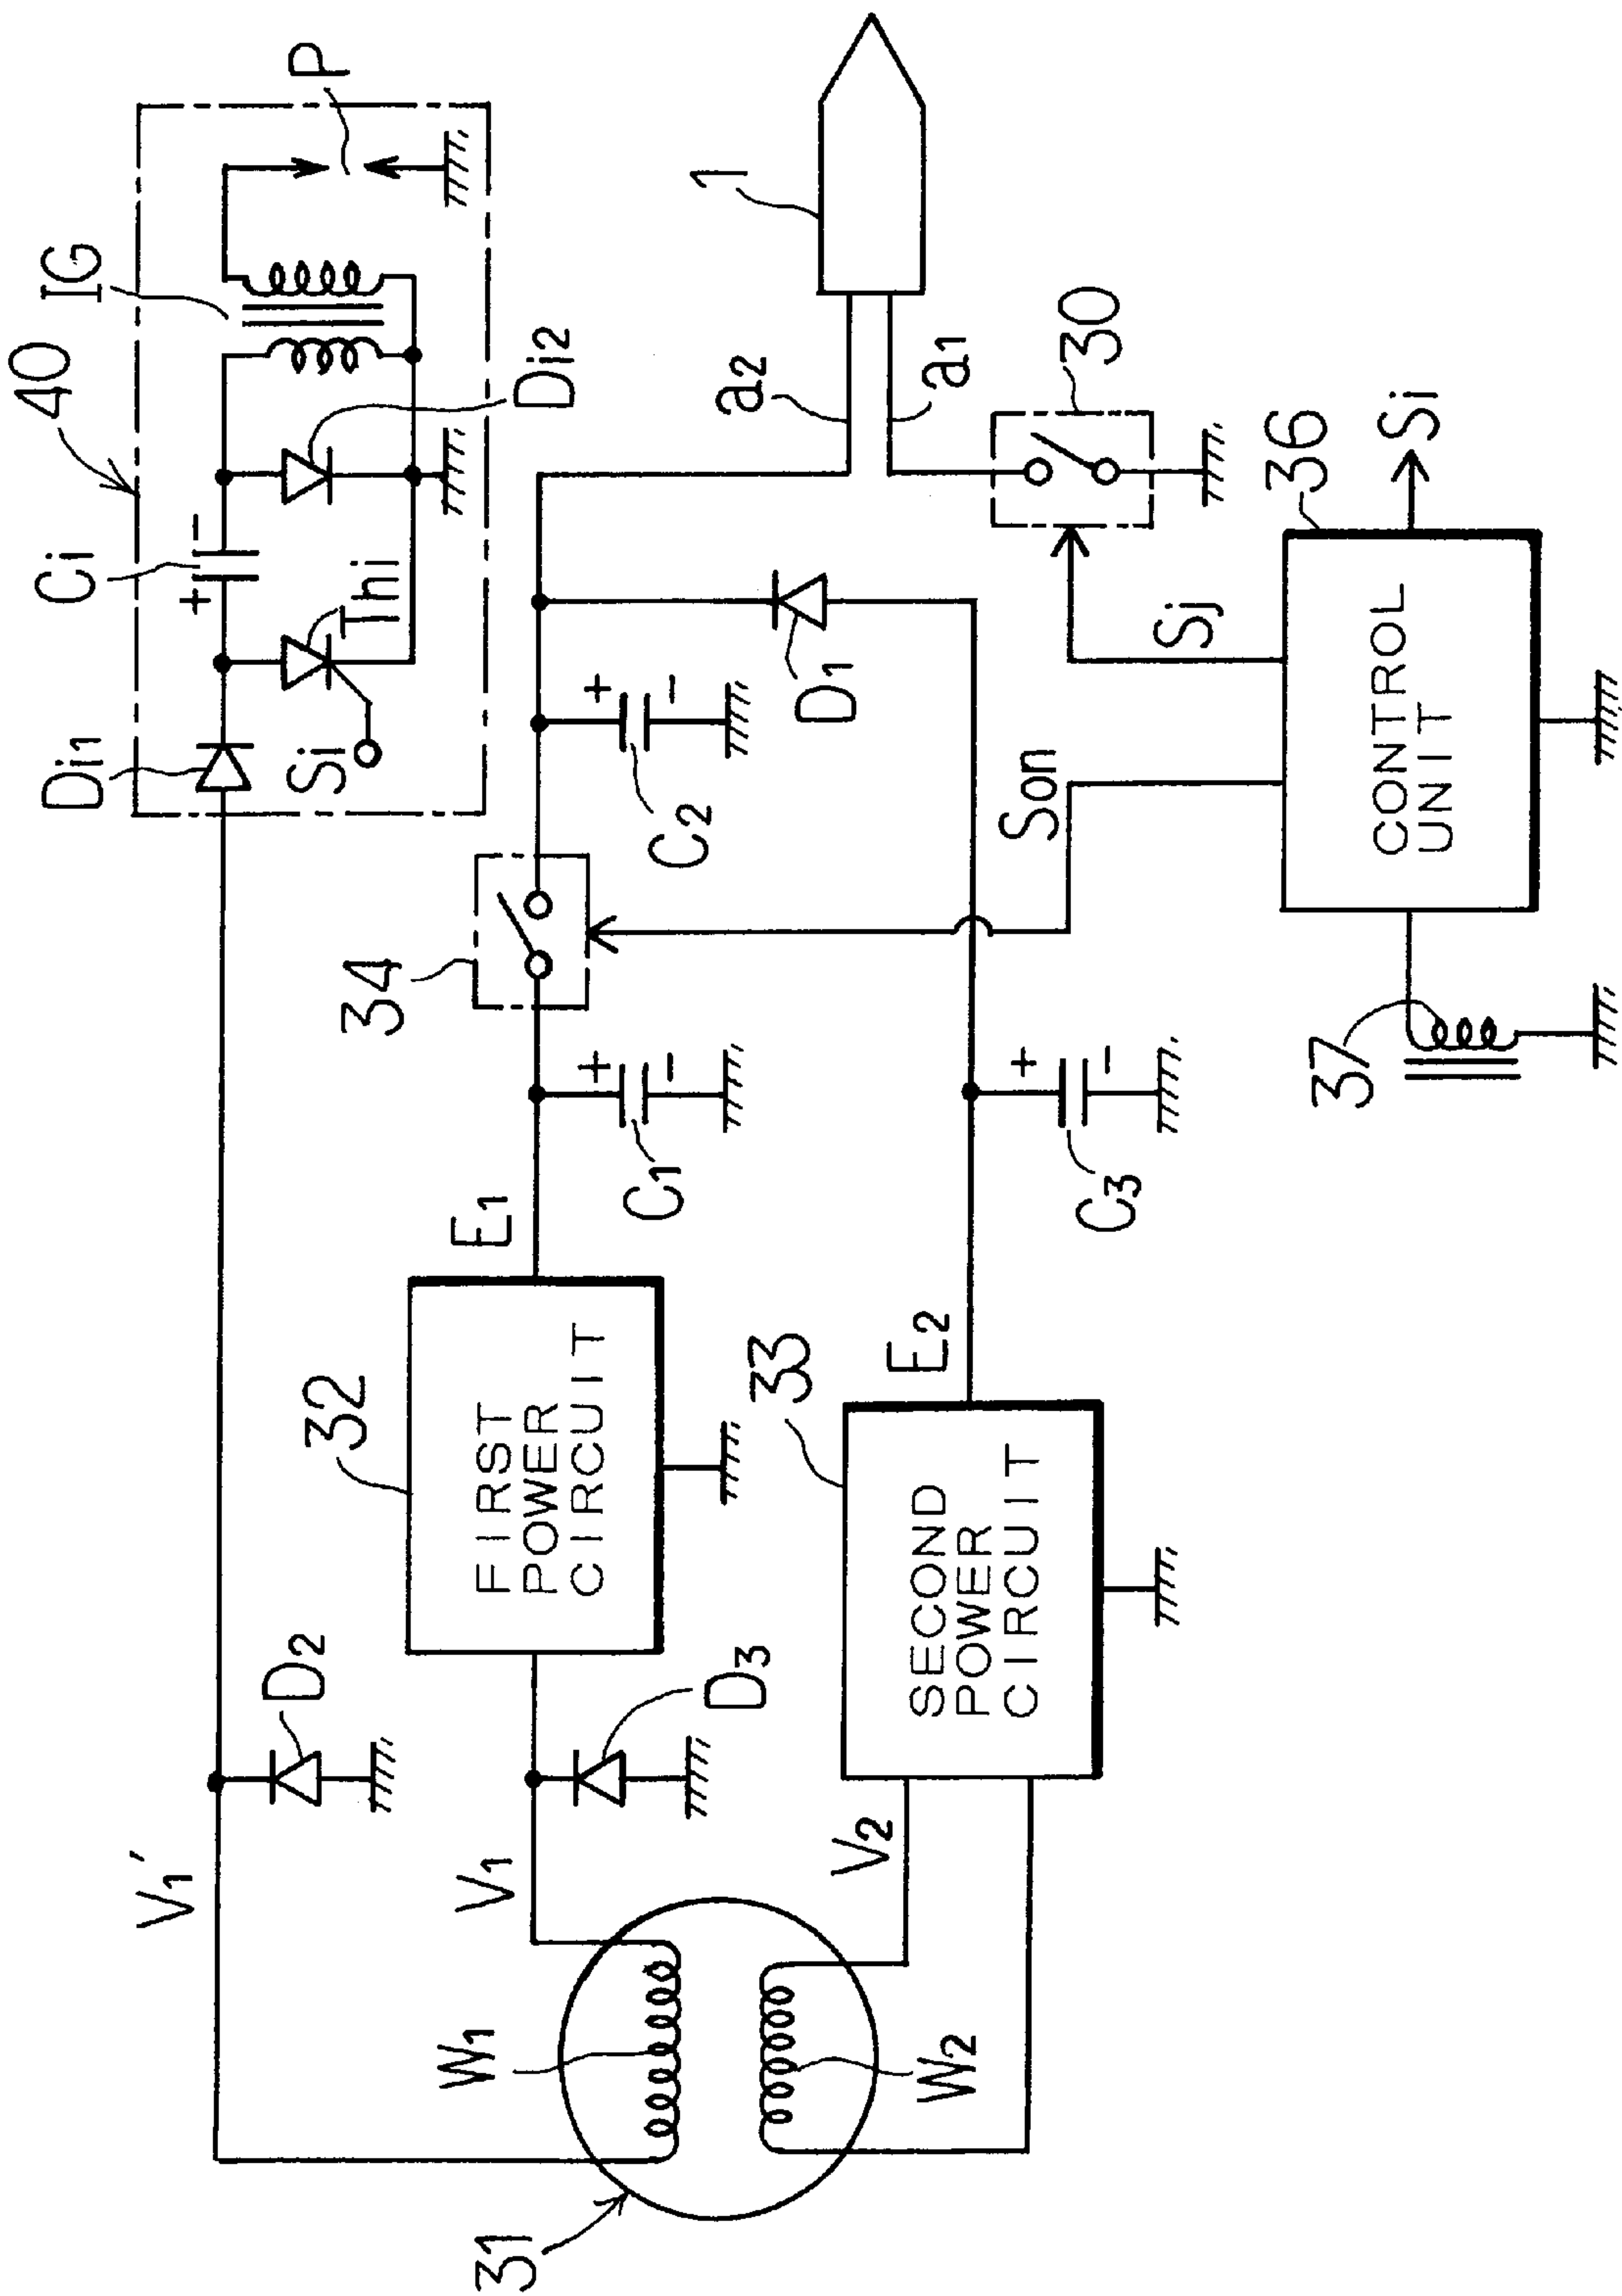 40
IG
P
Ci
+
-
Di1
Thi
Si
Di2
V1'
D2
32
FIRST
POWER
CIRCUIT
E1
34
+
-
C1
+
-
C2
a2
a1
1
V1
D3
D1
30
31
W1
W2
V2
33
SECOND
POWER
CIRCUIT
E2
+
-
C3
Son
Sj
36
Si
37
CONTROL
UNIT